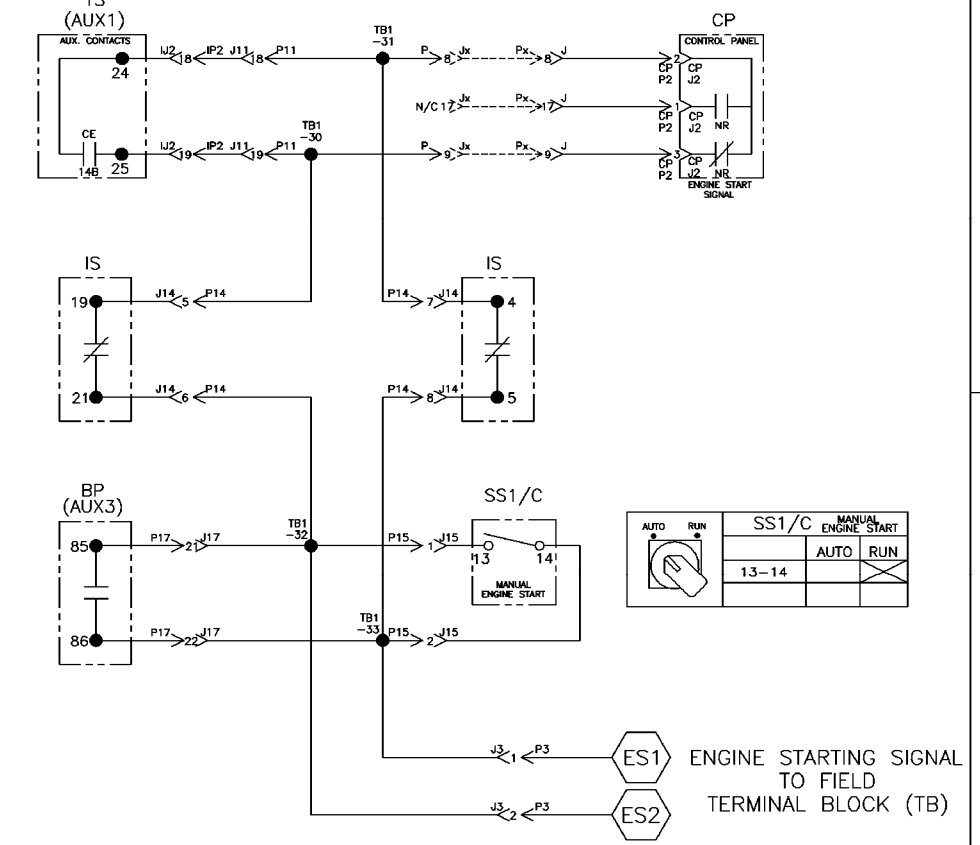 (AUX1)
AUX. CONTACTS
24
CE
14B 25
IJ2 18 IP2 J11 18 P11
TB1
-31
P 8 Jx Px 8 J
N/C 17 Jx Px 17 J
IJ2 19 IP2 J11 19 P11
TB1
-30
P 9 Jx Px 9 J
CP
CONTROL PANEL
2
CP CP
P2 J2
1
CP CP
P2 J2 NR
3
CP CP
P2 J2 NR
ENGINE START
SIGNAL
IS
19
J14 5 P14
21
J14 6 P14
IS
P14 7 J14
4
P14 8 J14
5
BP
(AUX3)
85
P17 21 J17
TB1
-32
86
P17 22 J17
TB1
-33
SS1/C
P15 1 J15
13 14
MANUAL
ENGINE START
P15 2 J15
AUTO RUN
SS1/C MANUAL
ENGINE START
AUTO RUN
13-14
J3 1 P3
ES1
J3 2 P3
ES2
ENGINE STARTING SIGNAL
TO FIELD
TERMINAL BLOCK (TB)